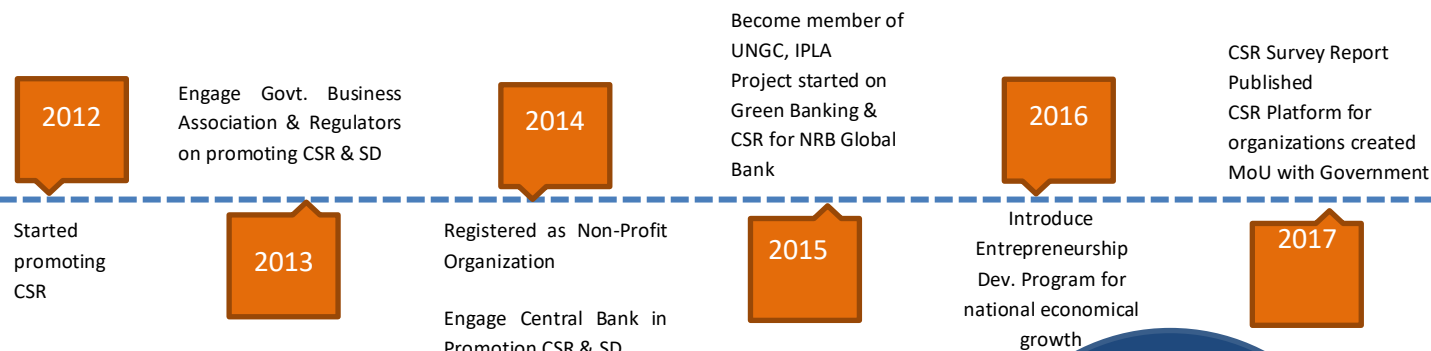 2012
Started
promoting
CSR
Engage Govt. Business
Association & Regulators
on promoting CSR & SD
2013
2014
Registered as Non-Profit
Organization
Engage Central Bank in
Promotion CSR & SD
Become member of
UNGC, IPLA
Project started on
Green Banking &
CSR for NRB Global
Bank
2015
2016
Introduce
Entrepreneurship
Dev. Program for
national economical
growth
CSR Survey Report
Published
CSR Platform for
organizations created
MoU with Government
2017